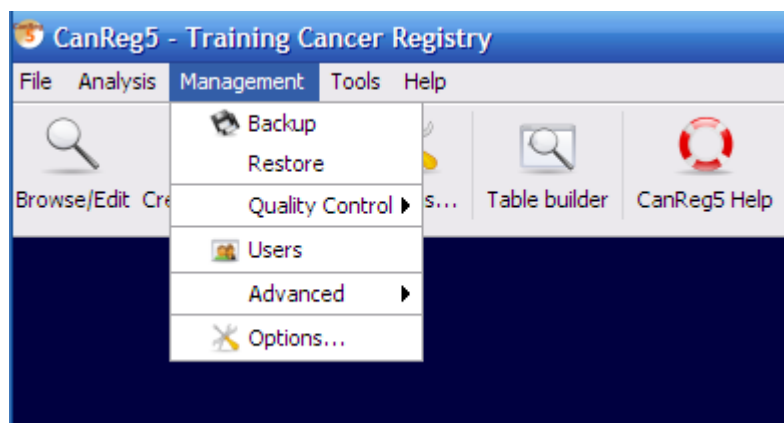 CanReg5 - Training Cancer Registry
File Analysis Management Tools Help
Backup
Restore
Quality Control
Users
Advanced
Options...
Browse/Edit Cre s... Table builder CanReg5 Help